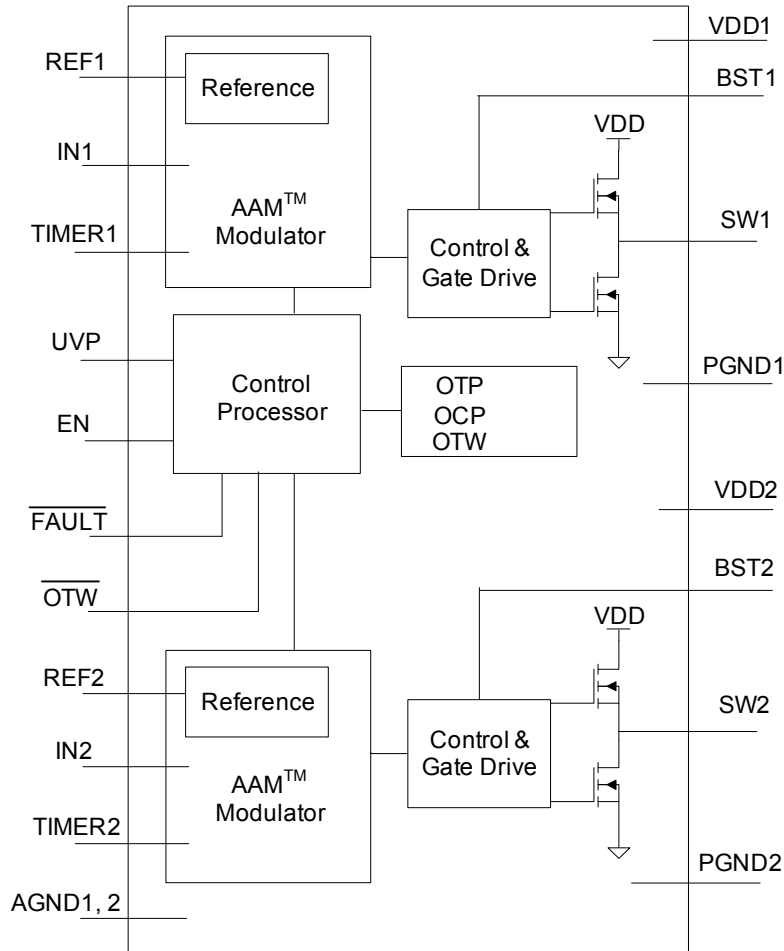 VDD1
REF1
Reference
BST1
VDD
IN1
AAM™
Modulator
TIMER1
Control &
Gate Drive
SW1
UVP
Control
Processor
PGND1
OTP
OCP
OTW
EN
VDD2
FAULT
BST2
OTW
VDD
REF2
Reference
SW2
IN2
AAM™
Modulator
Control &
Gate Drive
TIMER2
PGND2
AGND1, 2